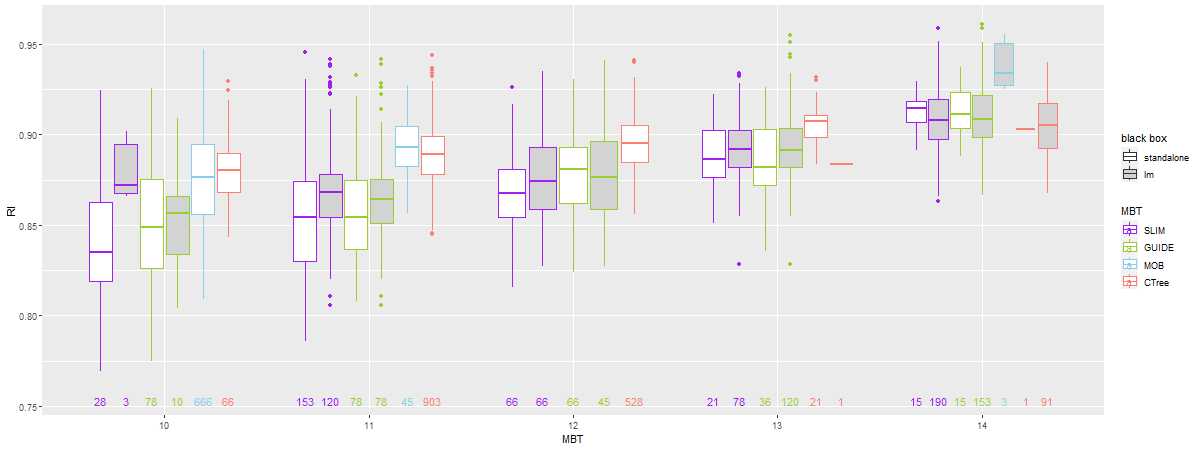 RI
0.95
0.90
0.85
0.80
0.75
28 3 78 10 666 66 153 120 78 78 45 903 66 66 66 45 528 21 78 36 120 21 1 15 190 15 153 3 1 91
10 11 12 13 14
MBT
black box
standalone
lm
MBT
SLIM
GUIDE
MOB
CTree